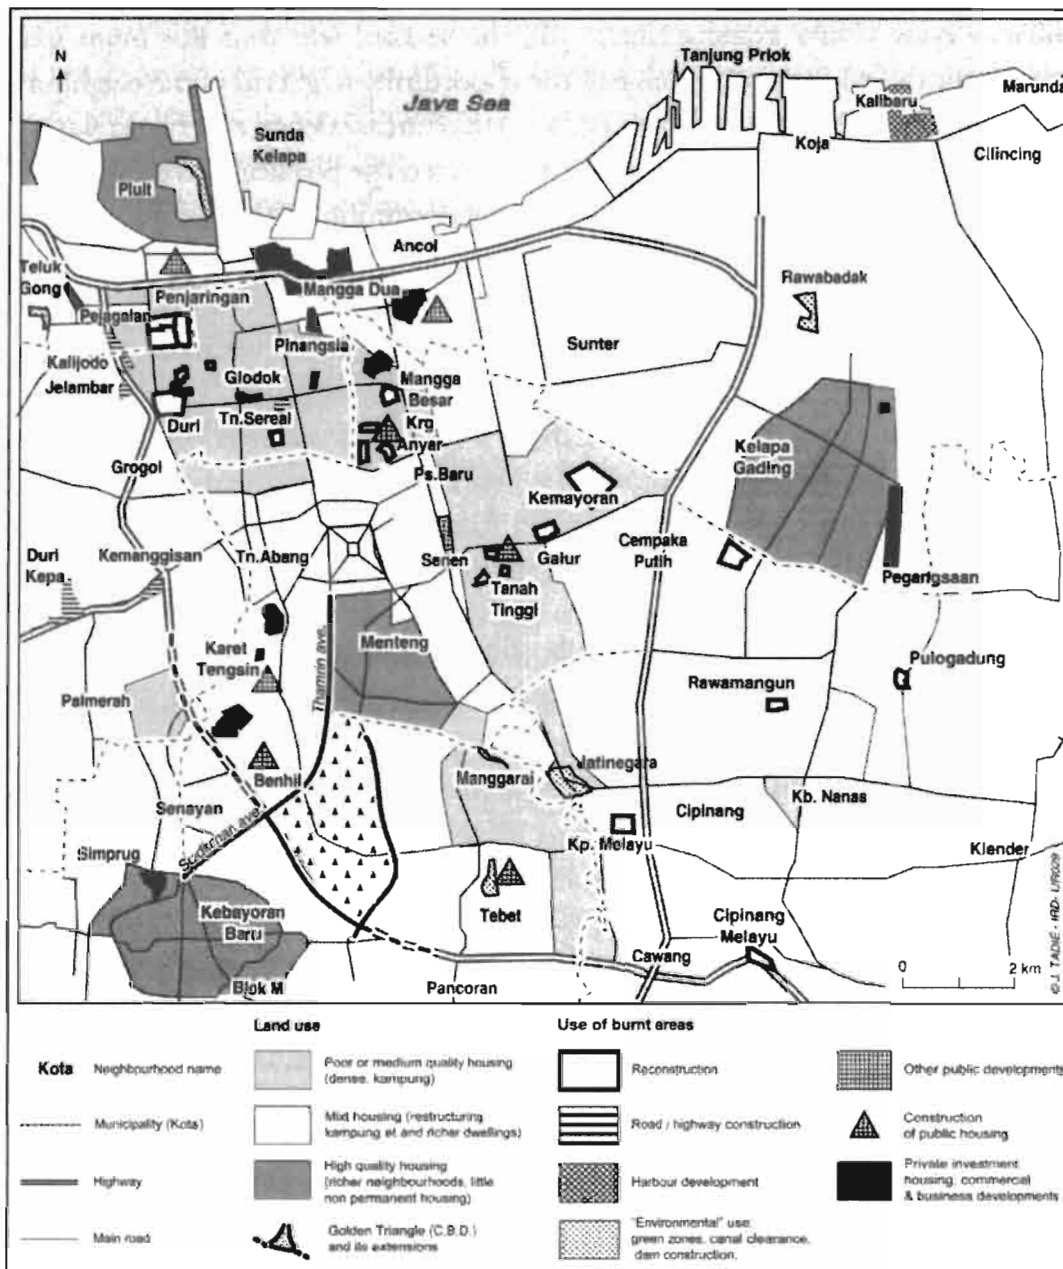 N
Java Sea
Tanjung Priok
Kalibaru
Marunda
Koja
Cilincing
Sunda
Kelapa
Pluit
Ancol
Teluk
Gong
Penjaringan
Mangga Dua
Rawabadak
Pejagalan
Pinangsia
Sunter
Kalijodo
Jelambar
Glodok
Mangga
Besar
Duri
Tn.Sereal
Krg
Anyar
Kelapa
Gading
Grogol
Ps.Baru
Kemayoran
Duri
Kepa
Kemanggisan
Tn.Abang
Senen
Galur
Cempaka
Putih
Tanah
Tinggi
Pegangsaan
Karet
Tengsin
Thamrin ave.
Menteng
Pulogadung
Palmerah
Rawamangun
Benhil
Manggarai
Jatinegara
Senayan
Sudirman ave.
Cipinang
Kb. Nanas
Simprug
Kp. Melayu
Klender
Kebayoran
Baru
Tebet
Cipinang
Melayu
Blok M
Pancoran
Cawang
0 2 km
© J. TADIÉ - IRD- UR029
Land use
Use of burnt areas
Kota
Neighbourhood name
Poor or medium quality housing
(dense, kampung)
Reconstruction
Other public developments
Municipality (Kota)
Mixt housing (restructuring
kampung et and richer dwellings)
Road / highway construction
Construction
of public housing
Highway
High quality housing
(richer neighbourhoods, little
non permanent housing)
Harbour development
Private investment
housing, commercial
& business developments
Main road
Golden Triangle (C.B.D.)
and its extensions
"Environmental" use:
green zones, canal clearance,
dam construction.